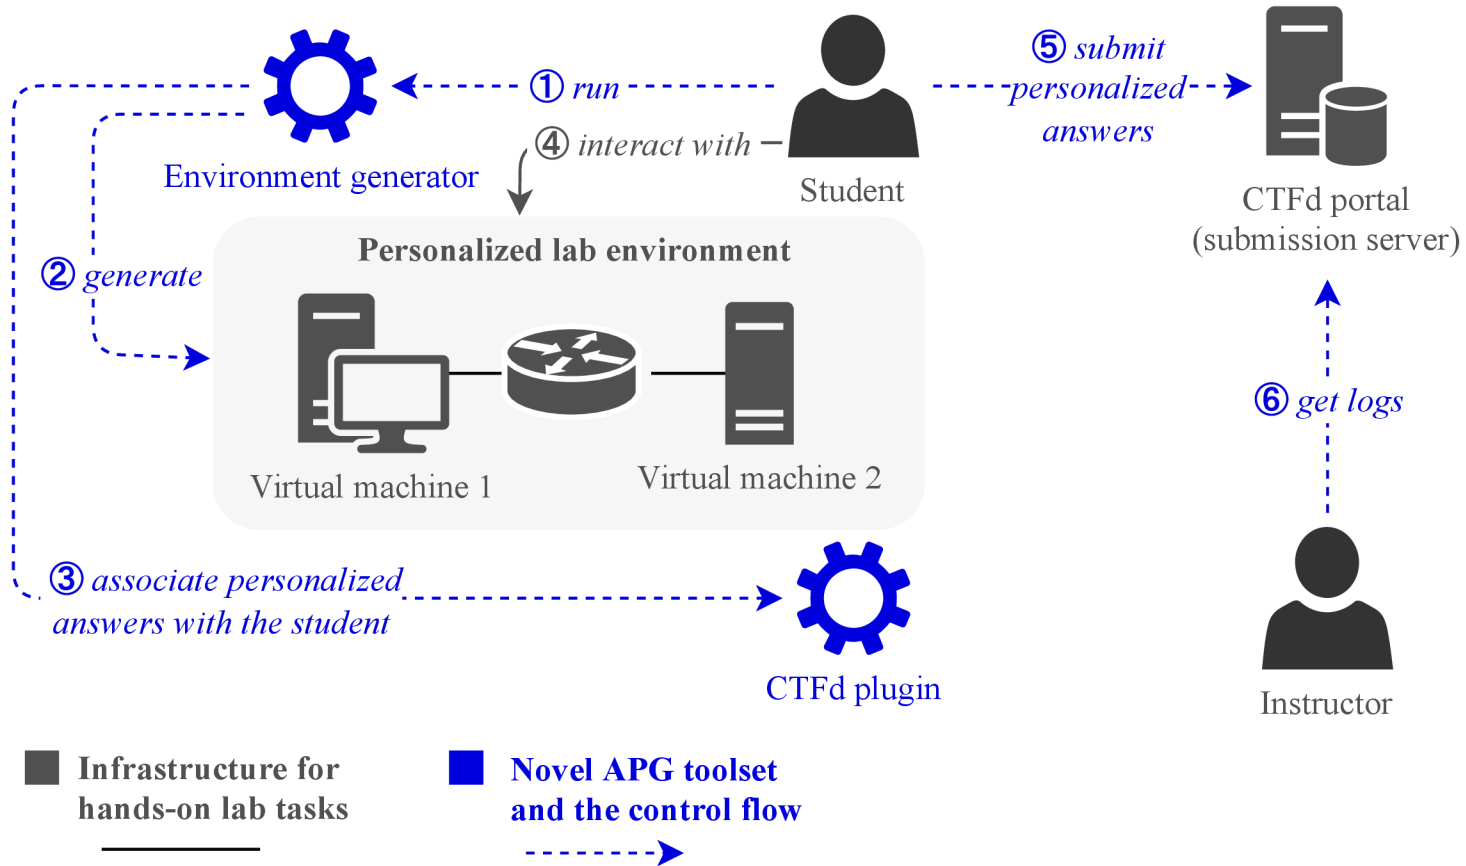 ① run
④ interact with
⑤ submit
personalized
answers
Environment generator
Student
CTFd portal
(submission server)
② generate
Personalized lab environment
Virtual machine 1
Virtual machine 2
⑥ get logs
③ associate personalized
answers with the student
CTFd plugin
Instructor
Infrastructure for
hands-on lab tasks
Novel APG toolset
and the control flow